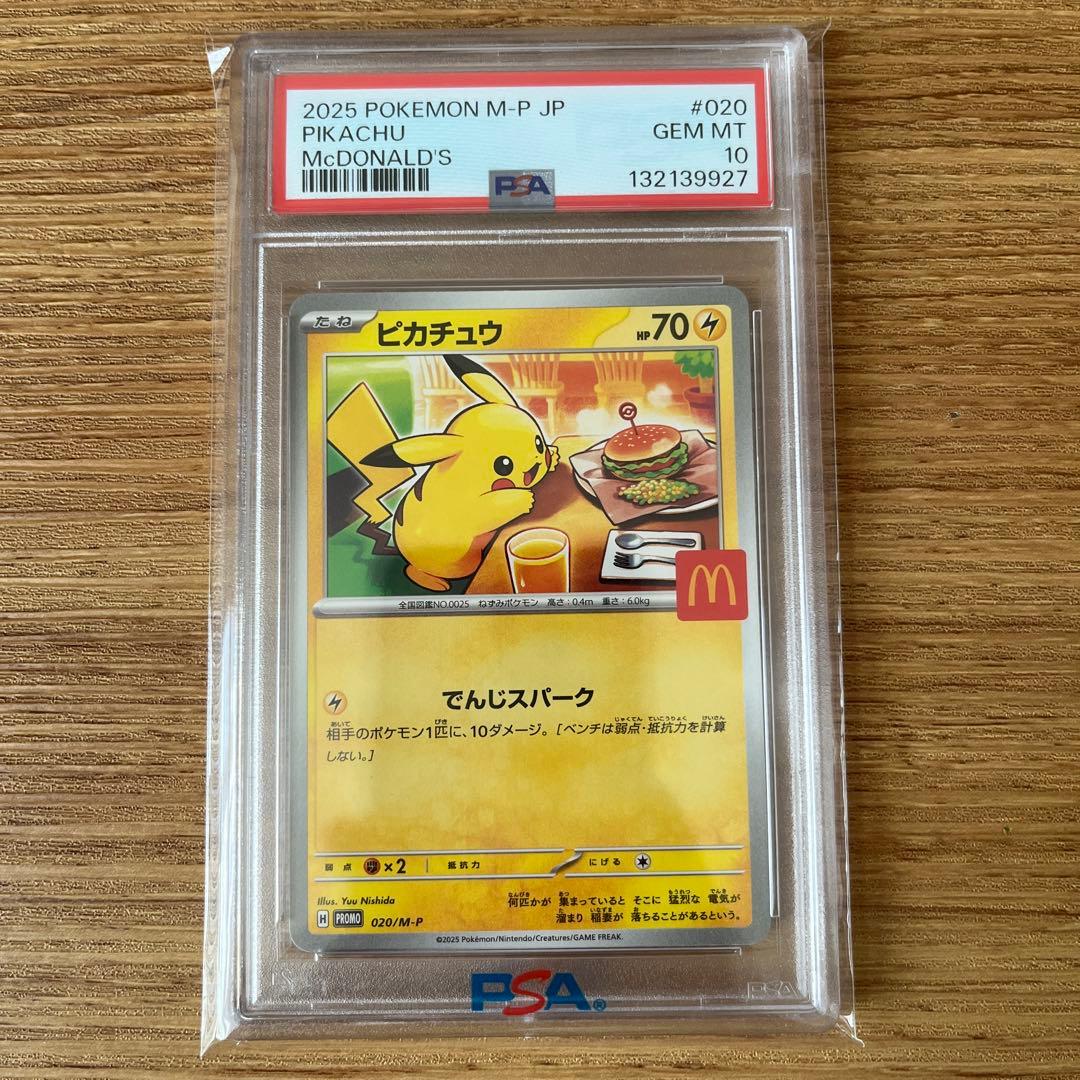 2025 POKEMON M-P JP #020
PIKACHU GEM MT
McDONALD'S 10
132139927
PSA
たね ピカチュウ HP70
全国図鑑NO.0025 ねずみポケモン 高さ:0.4m 重さ:6.0kg
でんじスパーク
相手のポケモン1匹に、10ダメージ。[ベンチは弱点・抵抗力を計算
しない。]
弱点 ×2 抵抗力 にげる
Illus. Yuu Nishida
何匹かが 集まっていると そこに 猛烈な 電気が
溜まり 稲妻が 落ちることがあるという。
H PROMO 020/M-P
©2025 Pokémon/Nintendo/Creatures/GAME FREAK.
PSA®
PSA